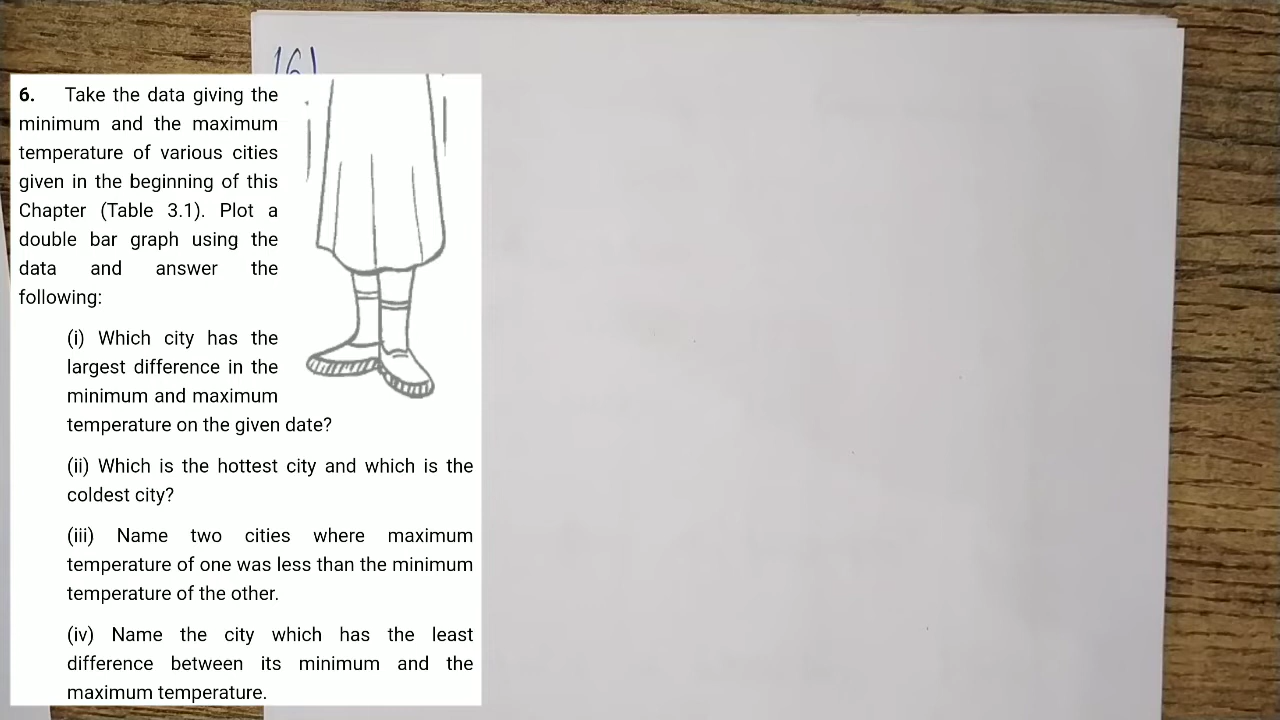 16)
6. Take the data giving the
minimum and the maximum
temperature of various cities
given in the beginning of this
Chapter (Table 3.1). Plot a
double bar graph using the
data and answer the
following:
(i) Which city has the
largest difference in the
minimum and maximum
temperature on the given date?
(ii) Which is the hottest city and which is the
coldest city?
(iii) Name two cities where maximum
temperature of one was less than the minimum
temperature of the other.
(iv) Name the city which has the least
difference between its minimum and the
maximum temperature.